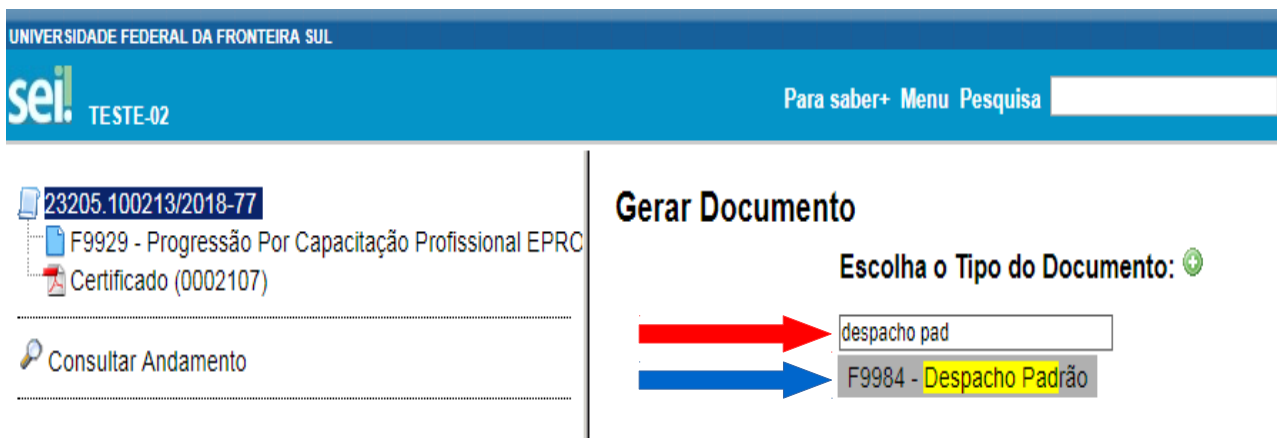 UNIVERSIDADE FEDERAL DA FRONTEIRA SUL
sei! TESTE-02
Para saber+ Menu Pesquisa
23205.100213/2018-77
F9929 - Progressão Por Capacitação Profissional EPRC
Certificado (0002107)
Consultar Andamento
Gerar Documento
Escolha o Tipo do Documento:
despacho pad
F9984 - Despacho Padrão